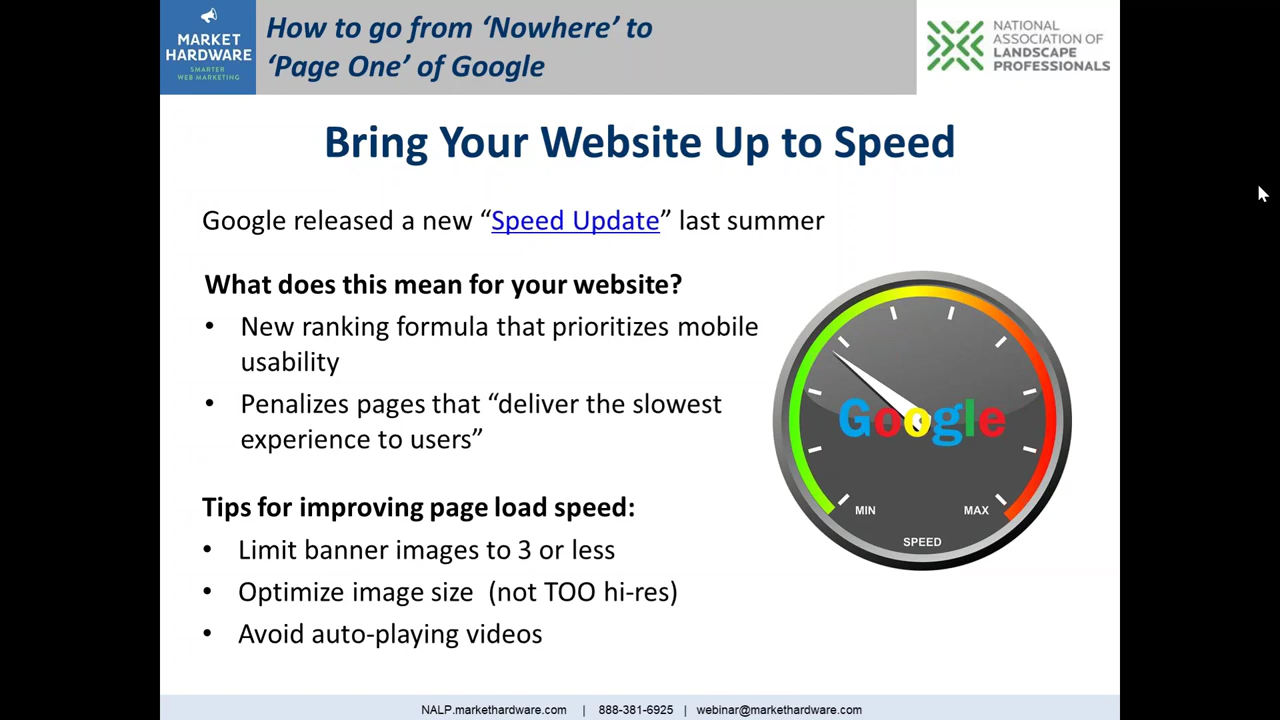 MARKET
HARDWARE
SMARTER
WEB MARKETING
How to go from ‘Nowhere’ to
‘Page One’ of Google
NATIONAL
ASSOCIATION OF
LANDSCAPE
PROFESSIONALS
Bring Your Website Up to Speed
Google released a new “Speed Update” last summer
What does this mean for your website?
• New ranking formula that prioritizes mobile
usability
• Penalizes pages that “deliver the slowest
experience to users”
Tips for improving page load speed:
• Limit banner images to 3 or less
• Optimize image size (not TOO hi-res)
• Avoid auto-playing videos
Google
MIN MAX
SPEED
NALP.markethardware.com | 888-381-6925 | webinar@markethardware.com